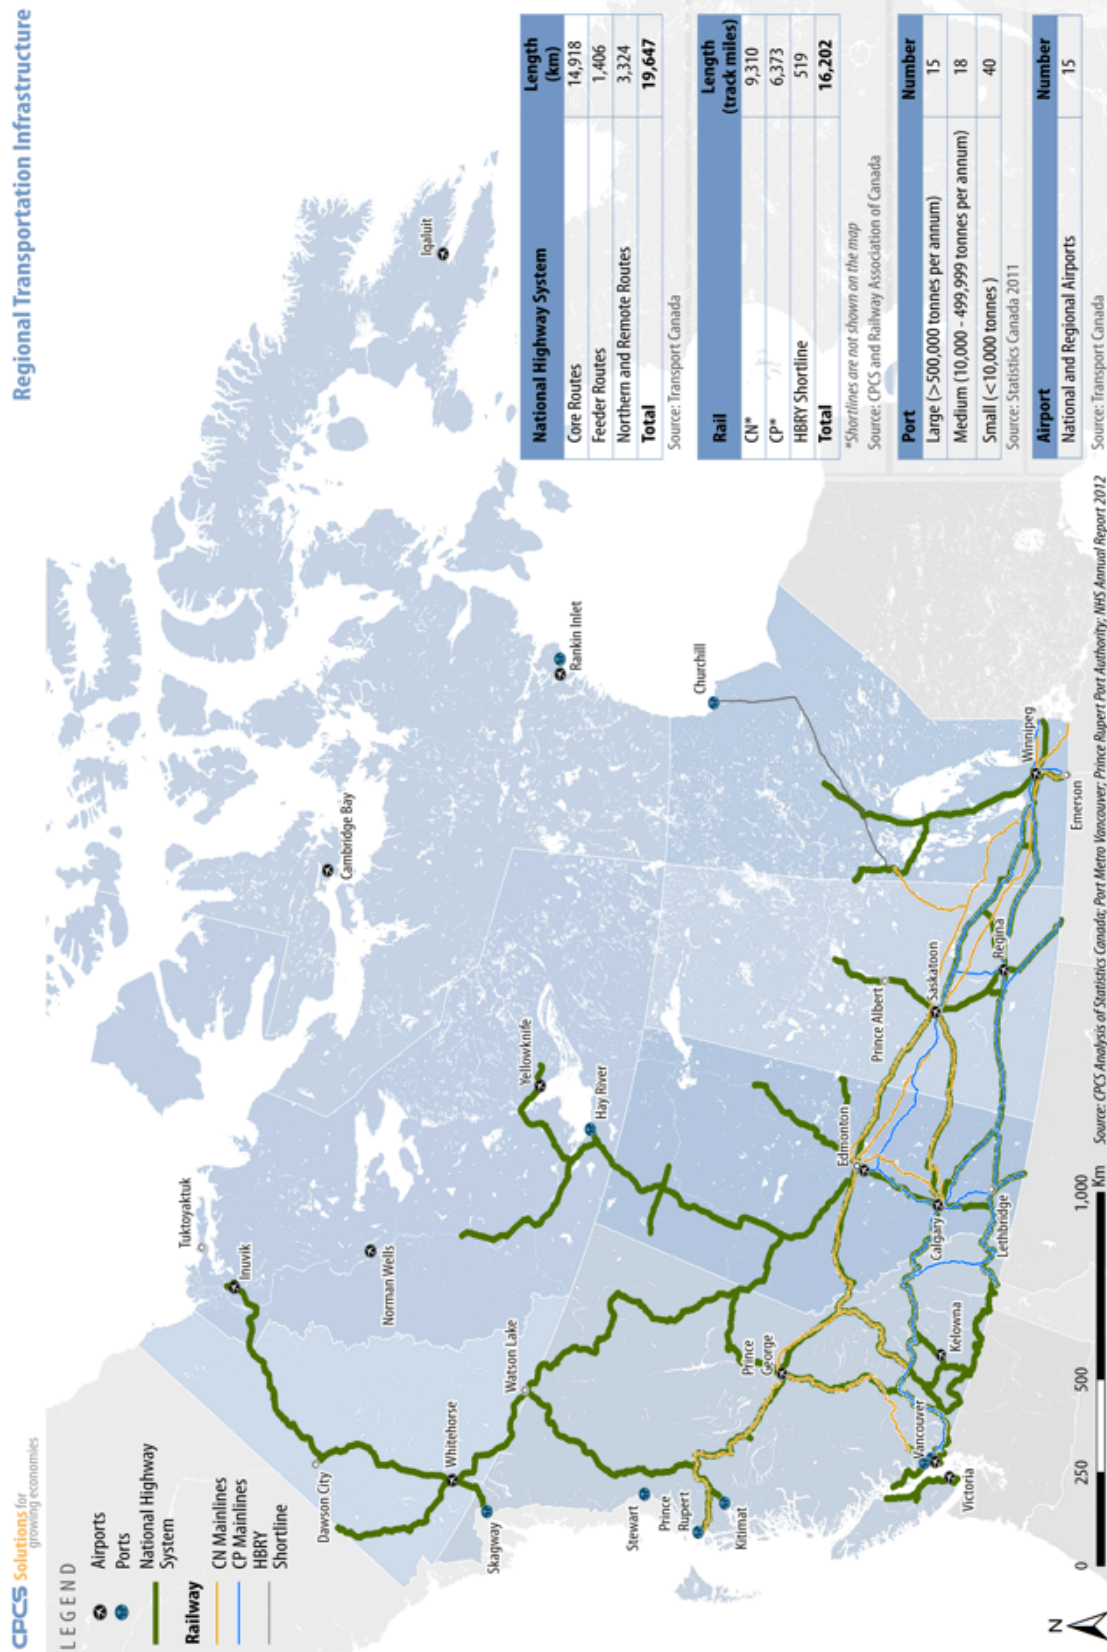 Regional Transportation Infrastructure
CPCS Solutions for
growing economies
LEGEND
Airports
Ports
National Highway
System
Railway
CN Mainlines
CP Mainlines
HBRY
Shortline
Tuktoyaktuk
Inuvik
Norman Wells
Dawson City
Whitehorse
Watson Lake
Skagway
Stewart
Prince
Rupert
Kitimat
Prince
George
Vancouver
Victoria
Kelowna
Calgary
Lethbridge
Edmonton
Hay River
Yellowknife
Cambridge Bay
Prince Albert
Saskatoon
Regina
Winnipeg
Emerson
Churchill
Rankin Inlet
Iqaluit
National Highway System Length
(km)
Core Routes 14,918
Feeder Routes 1,406
Northern and Remote Routes 3,324
Total 19,647
Source: Transport Canada
Rail Length
(track miles)
CN* 9,310
CP* 6,373
HBRY Shortline 519
Total 16,202
*Shortlines are not shown on the map
Source: CPCS and Railway Association of Canada
Port Number
Large (>500,000 tonnes per annum) 15
Medium (10,000 - 499,999 tonnes per annum) 18
Small (<10,000 tonnes ) 40
Source: Statistics Canada 2011
Airport Number
National and Regional Airports 15
Source: Transport Canada
N
0 250 500 1,000
Km
Source: CPCS Analysis of Statistics Canada; Port Metro Vancouver; Prince Rupert Port Authority; NHS Annual Report 2012